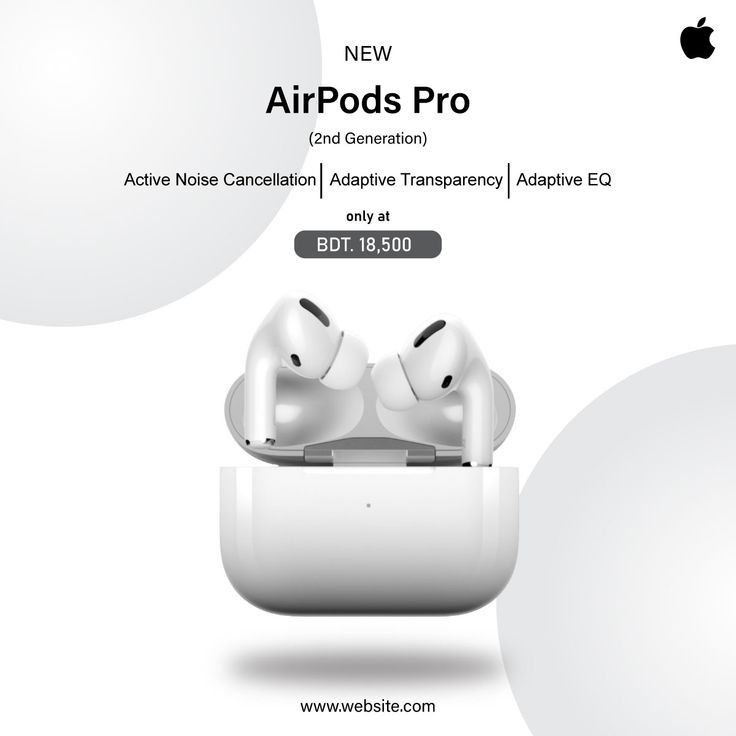 NEW
AirPods Pro
(2nd Generation)
Active Noise Cancellation | Adaptive Transparency | Adaptive EQ
only at
BDT. 18,500
www.website.com